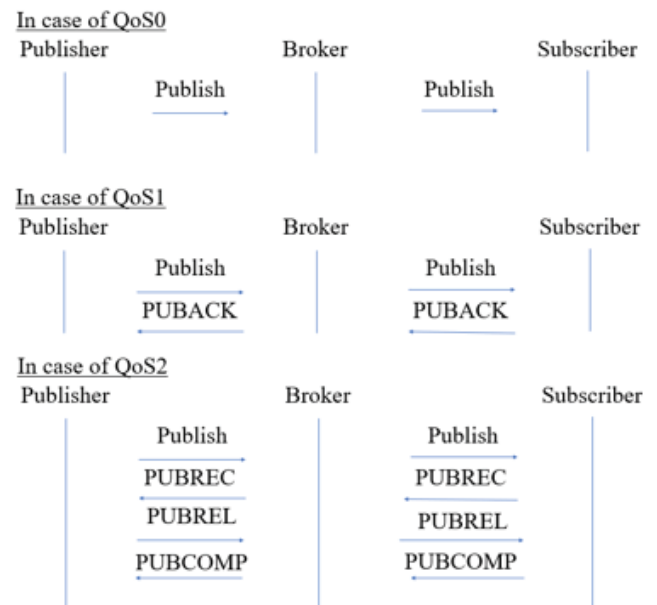 In case of QoS0
Publisher Broker Subscriber
Publish Publish
In case of QoS1
Publisher Broker Subscriber
Publish Publish
PUBACK PUBACK
In case of QoS2
Publisher Broker Subscriber
Publish Publish
PUBREC PUBREC
PUBREL PUBREL
PUBCOMP PUBCOMP